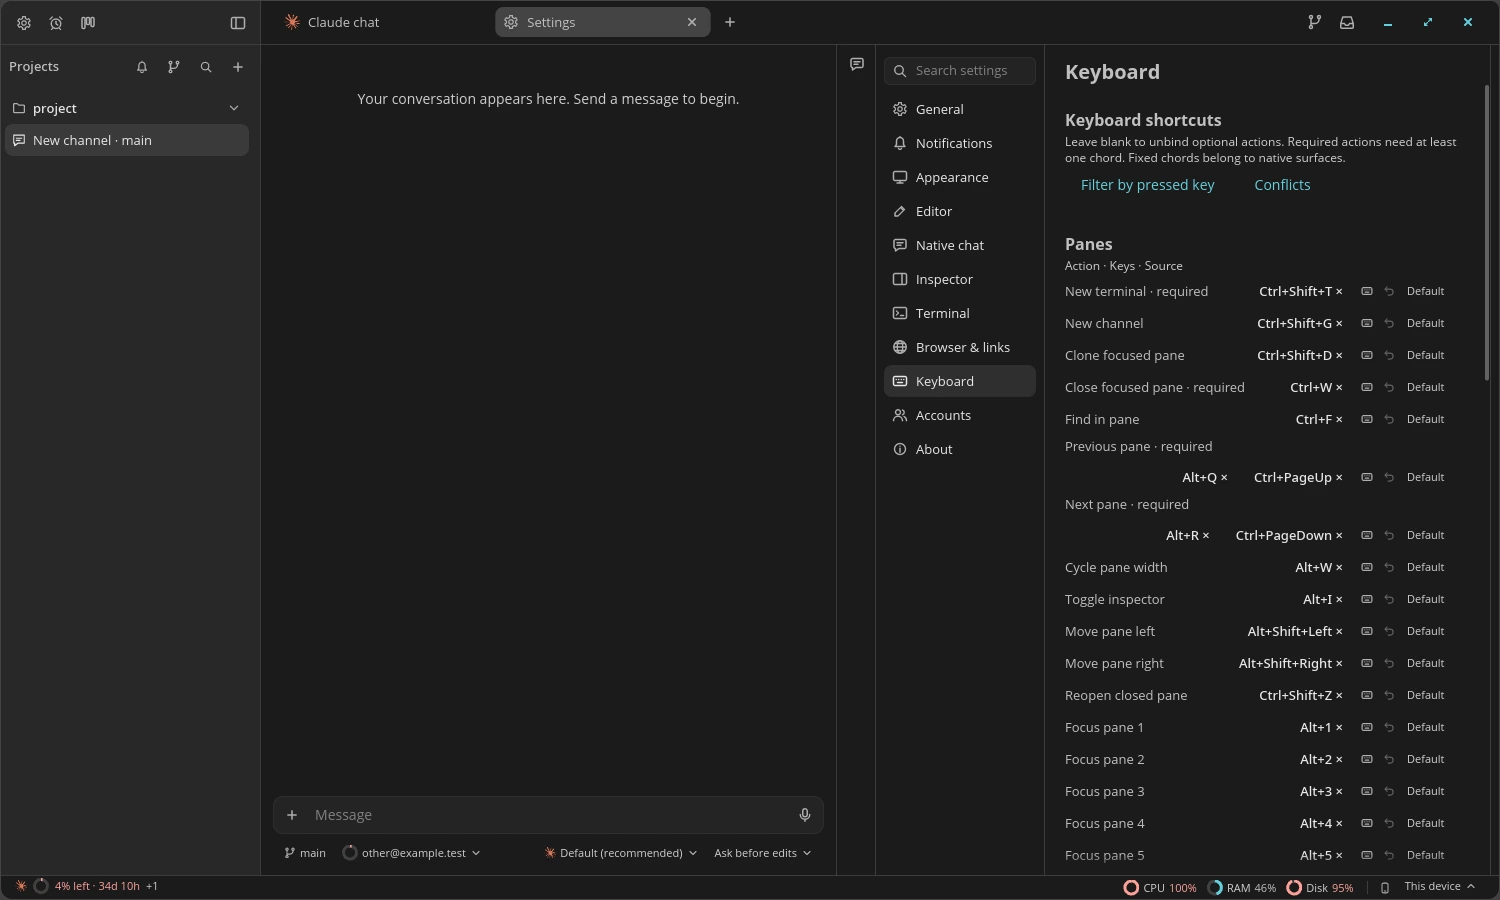 Claude chat
Settings
Projects
project
New channel · main
Your conversation appears here. Send a message to begin.
Message
main
other@example.test
Default (recommended)
Ask before edits
Search settings
General
Notifications
Appearance
Editor
Native chat
Inspector
Terminal
Browser & links
Keyboard
Accounts
About
Keyboard
Keyboard shortcuts
Leave blank to unbind optional actions. Required actions need at least
one chord. Fixed chords belong to native surfaces.
Filter by pressed key Conflicts
Panes
Action · Keys · Source
New terminal · required Ctrl+Shift+T × Default
New channel Ctrl+Shift+G × Default
Clone focused pane Ctrl+Shift+D × Default
Close focused pane · required Ctrl+W × Default
Find in pane Ctrl+F × Default
Previous pane · required
Alt+Q × Ctrl+PageUp × Default
Next pane · required
Alt+R × Ctrl+PageDown × Default
Cycle pane width Alt+W × Default
Toggle inspector Alt+I × Default
Move pane left Alt+Shift+Left × Default
Move pane right Alt+Shift+Right × Default
Reopen closed pane Ctrl+Shift+Z × Default
Focus pane 1 Alt+1 × Default
Focus pane 2 Alt+2 × Default
Focus pane 3 Alt+3 × Default
Focus pane 4 Alt+4 × Default
Focus pane 5 Alt+5 × Default
4% left · 34d 10h +1
CPU 100% RAM 46% Disk 95% This device